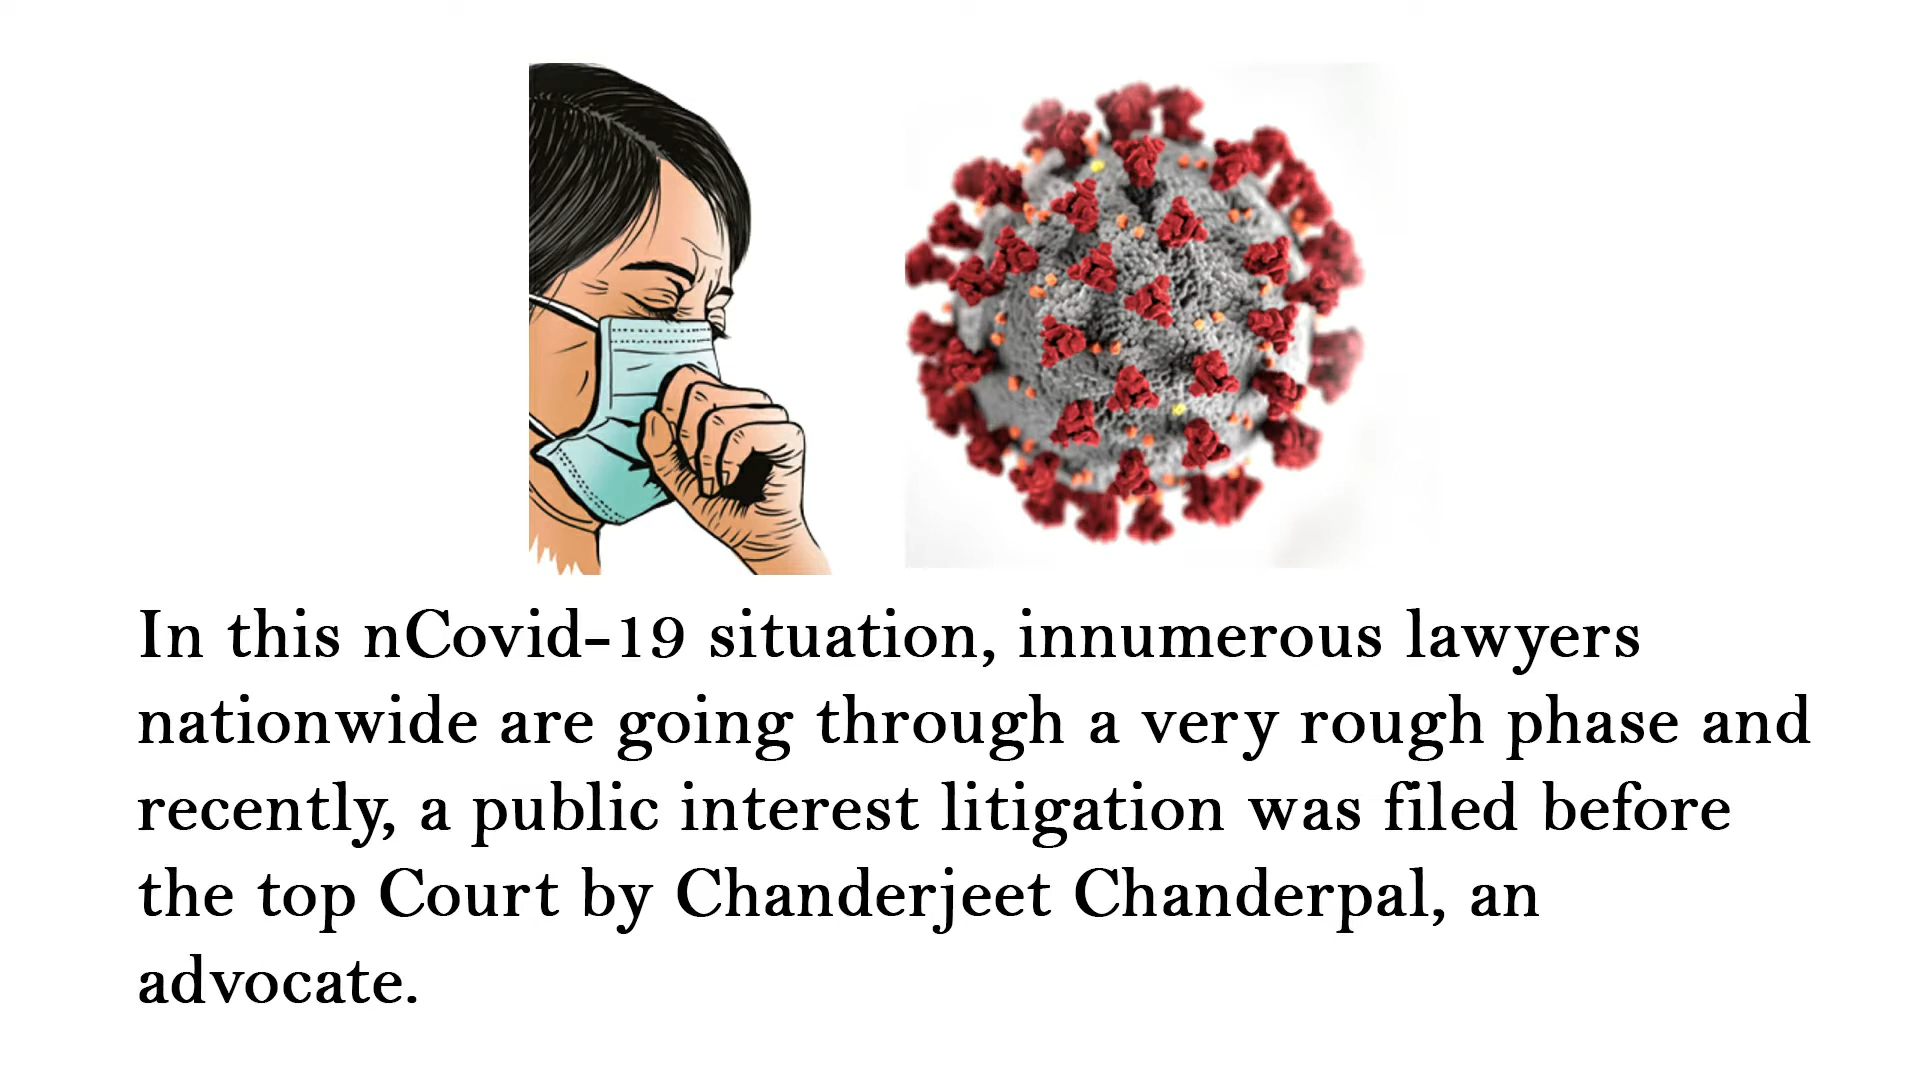 In this nCovid-19 situation, innumerous lawyers
nationwide are going through a very rough phase and
recently, a public interest litigation was filed before
the top Court by Chanderjeet Chanderpal, an
advocate.